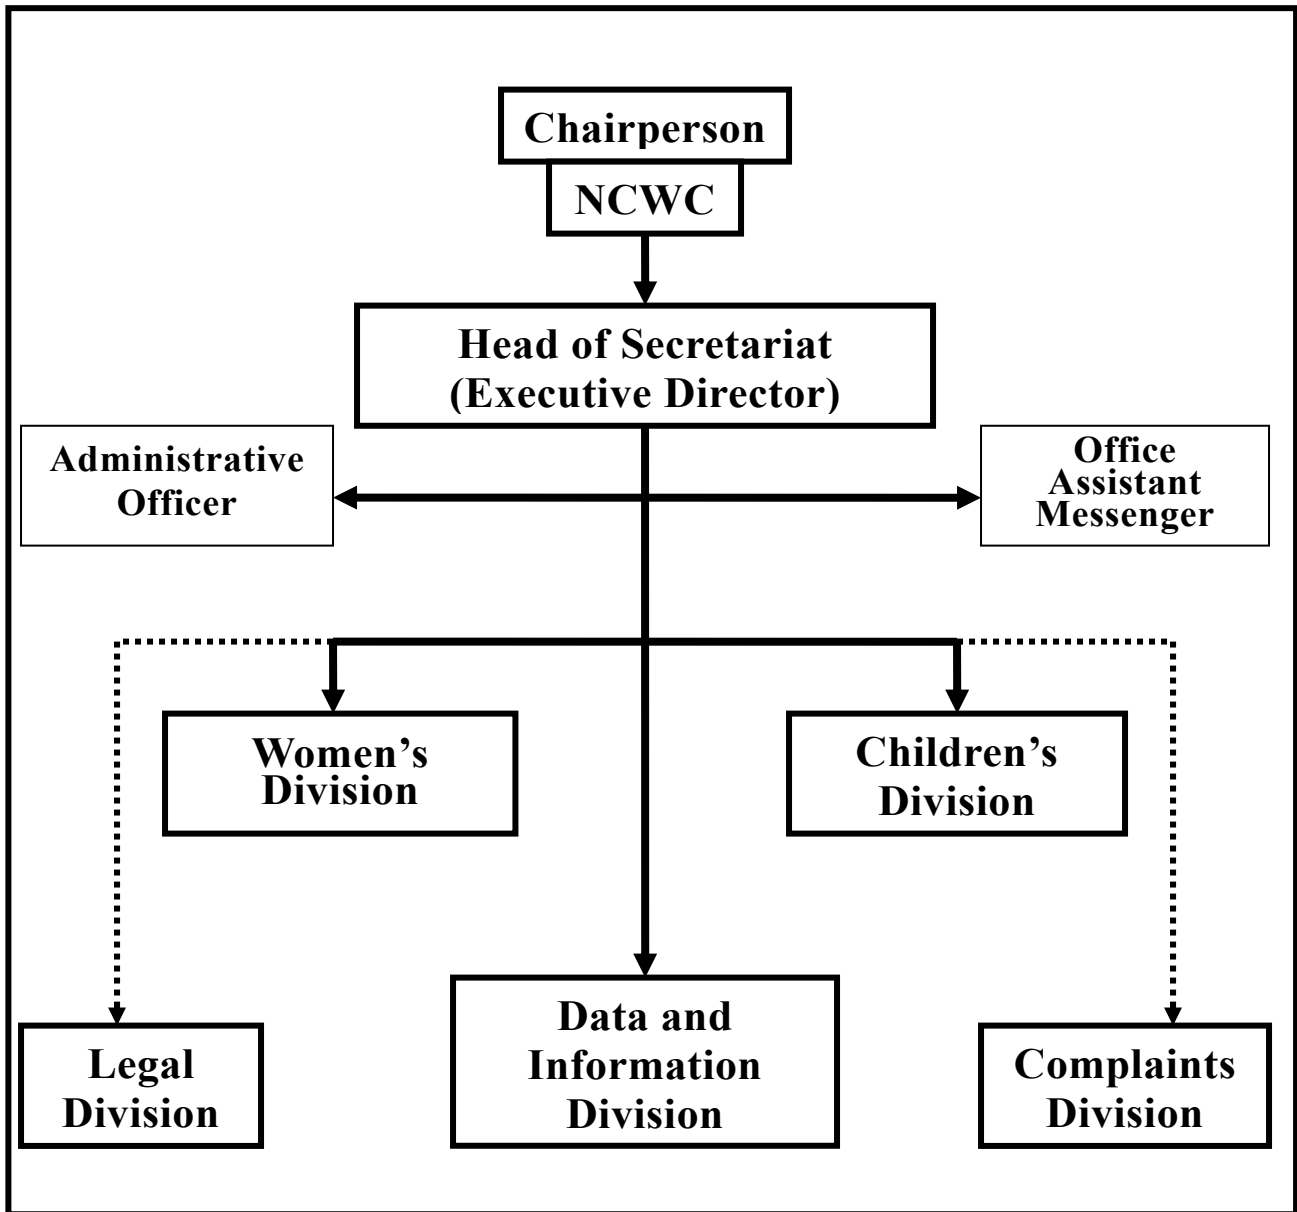 Chairperson
NCWC
Head of Secretariat
(Executive Director)
Administrative
Officer
Office
Assistant
Messenger
Women’s
Division
Children’s
Division
Legal
Division
Data and
Information
Division
Complaints
Division